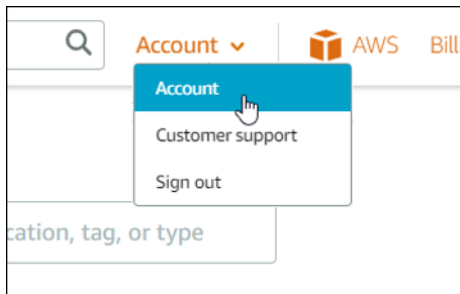 Account AWS Bill
Account
Customer support
Sign out
cation, tag, or type